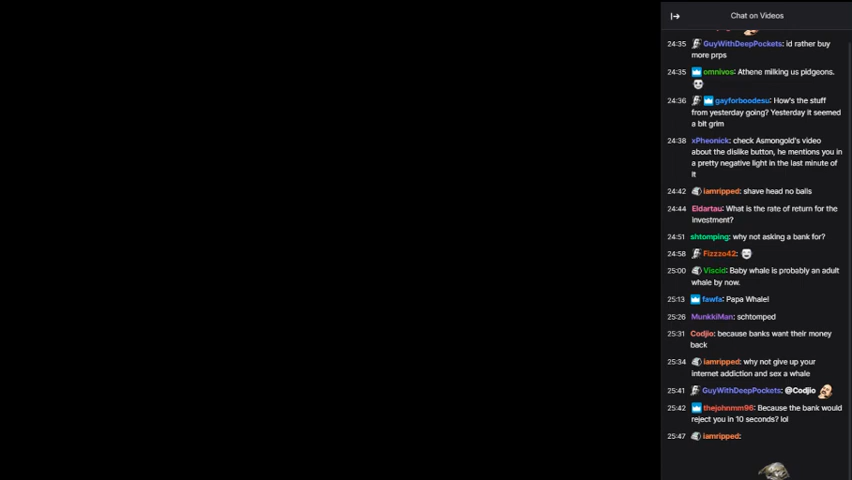 Chat on Videos
24:35 GuyWithDeepPockets: id rather buy
more prps
24:35 omnivos: Athene milking us pidgeons.
24:36 gayforboodesu: How's the stuff
from yesterday going? Yesterday it seemed
a bit grim
24:38 xPheonick: check Asmongold's video
about the dislike button, he mentions you in
a pretty negative light in the last minute of
it
24:42 iamripped: shave head no balls
24:44 Eldartau: What is the rate of return for the
investment?
24:51 shtomping: why not asking a bank for?
24:58 Fizzzo42:
25:00 Viscid: Baby whale is probably an adult
whale by now.
25:13 fawfa: Papa Whale!
25:26 MunkkiMan: schtomped
25:31 Codjio: because banks want their money
back
25:34 iamripped: why not give up your
internet addiction and sex a whale
25:41 GuyWithDeepPockets: @Codjio
25:42 thejohnmm96: Because the bank would
reject you in 10 seconds? lol
25:47 iamripped: